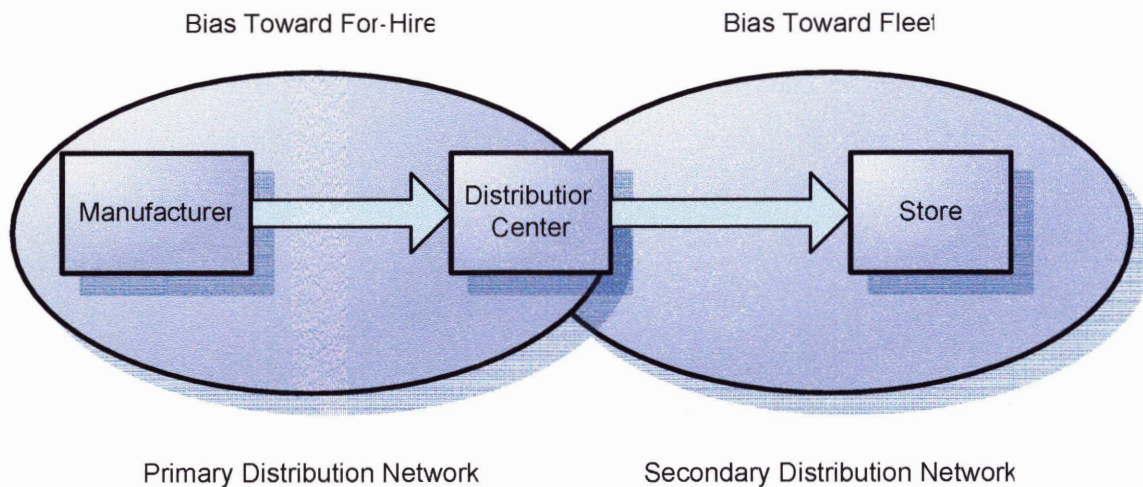 Bias Toward For-Hire
Bias Toward Fleet
Manufacturer
Distribution
Center
Store
Primary Distribution Network
Secondary Distribution Network